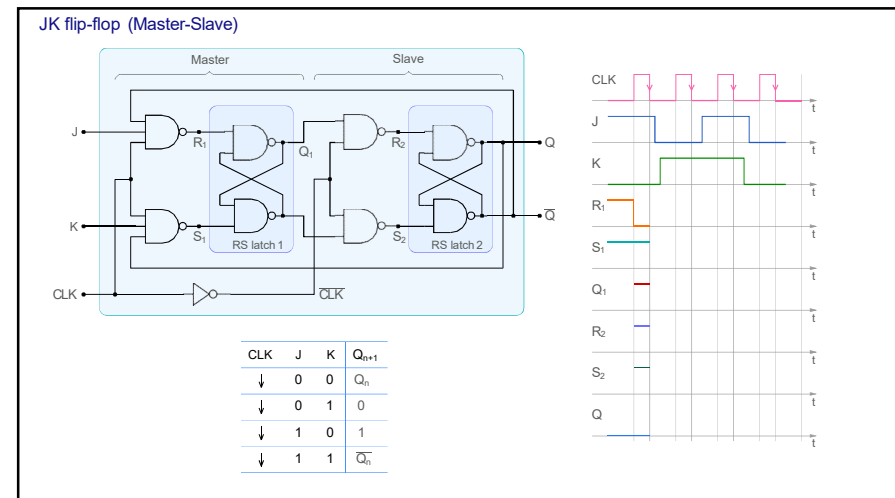 JK flip-flop (Master-Slave)
Master
Slave
J
K
CLK
R₁
S₁
Q₁
R₂
S₂
Q
Q̅
C̅L̅K̅
RS latch 1
RS latch 2
CLK J K Qₙ₊₁
↓ 0 0 Qₙ
↓ 0 1 0
↓ 1 0 1
↓ 1 1 Q̅ₙ
CLK
t
J
t
K
t
R₁
t
S₁
t
Q₁
t
R₂
t
S₂
t
Q
t